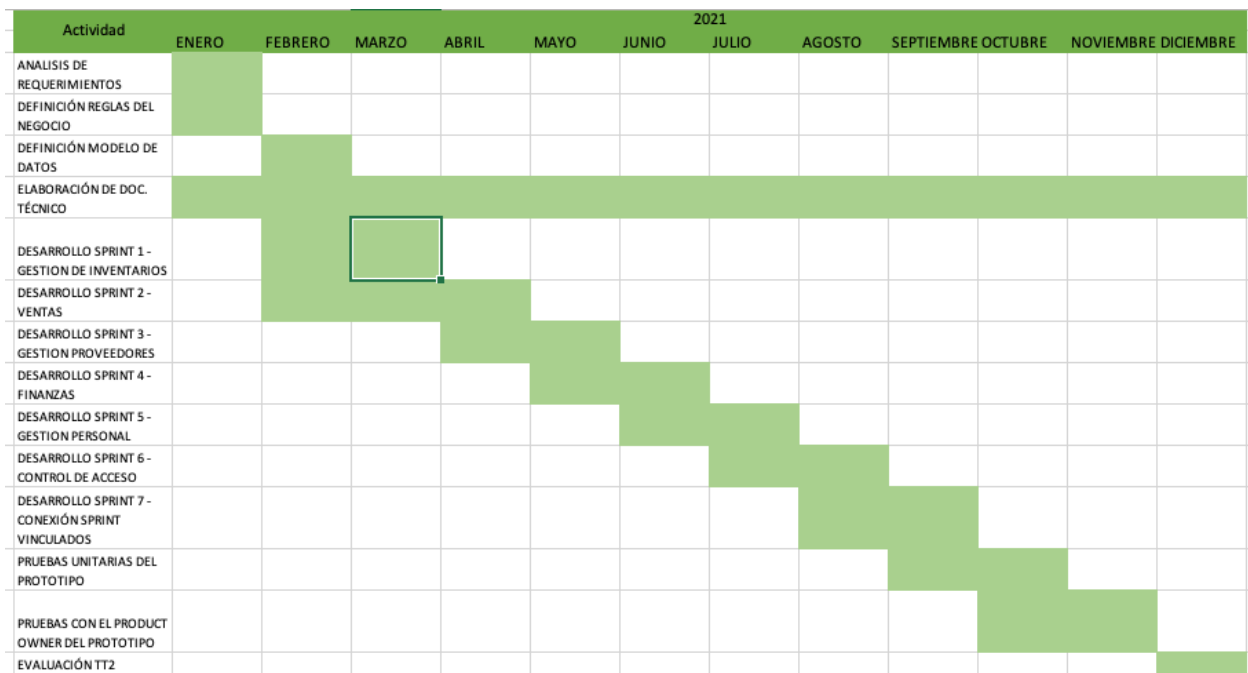 Actividad
2021
ENERO FEBRERO MARZO ABRIL MAYO JUNIO JULIO AGOSTO SEPTIEMBRE OCTUBRE NOVIEMBRE DICIEMBRE
ANALISIS DE
REQUERIMIENTOS
DEFINICIÓN REGLAS DEL
NEGOCIO
DEFINICIÓN MODELO DE
DATOS
ELABORACIÓN DE DOC.
TÉCNICO
DESARROLLO SPRINT 1 -
GESTION DE INVENTARIOS
DESARROLLO SPRINT 2 -
VENTAS
DESARROLLO SPRINT 3 -
GESTION PROVEEDORES
DESARROLLO SPRINT 4 -
FINANZAS
DESARROLLO SPRINT 5 -
GESTION PERSONAL
DESARROLLO SPRINT 6 -
CONTROL DE ACCESO
DESARROLLO SPRINT 7 -
CONEXIÓN SPRINT
VINCULADOS
PRUEBAS UNITARIAS DEL
PROTOTIPO
PRUEBAS CON EL PRODUCT
OWNER DEL PROTOTIPO
EVALUACIÓN TT2